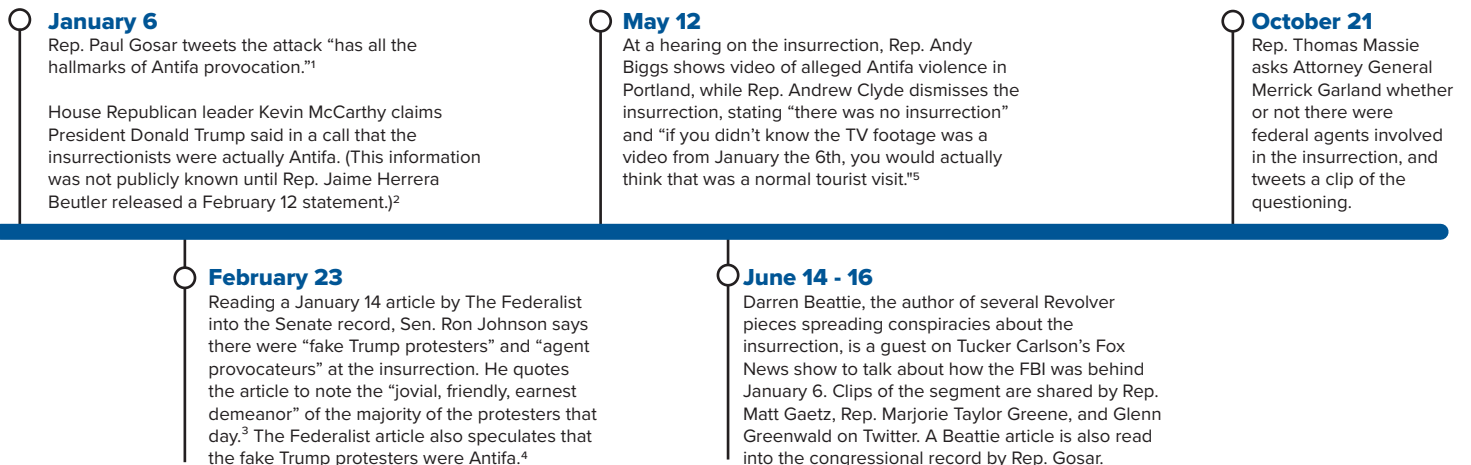 January 6
Rep. Paul Gosar tweets the attack “has all the
hallmarks of Antifa provocation.”¹
House Republican leader Kevin McCarthy claims
President Donald Trump said in a call that the
insurrectionists were actually Antifa. (This information
was not publicly known until Rep. Jaime Herrera
Beutler released a February 12 statement.)²
May 12
At a hearing on the insurrection, Rep. Andy
Biggs shows video of alleged Antifa violence in
Portland, while Rep. Andrew Clyde dismisses the
insurrection, stating “there was no insurrection”
and “if you didn’t know the TV footage was a
video from January the 6th, you would actually
think that was a normal tourist visit."⁵
October 21
Rep. Thomas Massie
asks Attorney General
Merrick Garland whether
or not there were
federal agents involved
in the insurrection, and
tweets a clip of the
questioning.
February 23
Reading a January 14 article by The Federalist
into the Senate record, Sen. Ron Johnson says
there were “fake Trump protesters” and “agent
provocateurs” at the insurrection. He quotes
the article to note the “jovial, friendly, earnest
demeanor” of the majority of the protesters that
day.³ The Federalist article also speculates that
the fake Trump protesters were Antifa.⁴
June 14 - 16
Darren Beattie, the author of several Revolver
pieces spreading conspiracies about the
insurrection, is a guest on Tucker Carlson’s Fox
News show to talk about how the FBI was behind
January 6. Clips of the segment are shared by Rep.
Matt Gaetz, Rep. Marjorie Taylor Greene, and Glenn
Greenwald on Twitter. A Beattie article is also read
into the congressional record by Rep. Gosar.